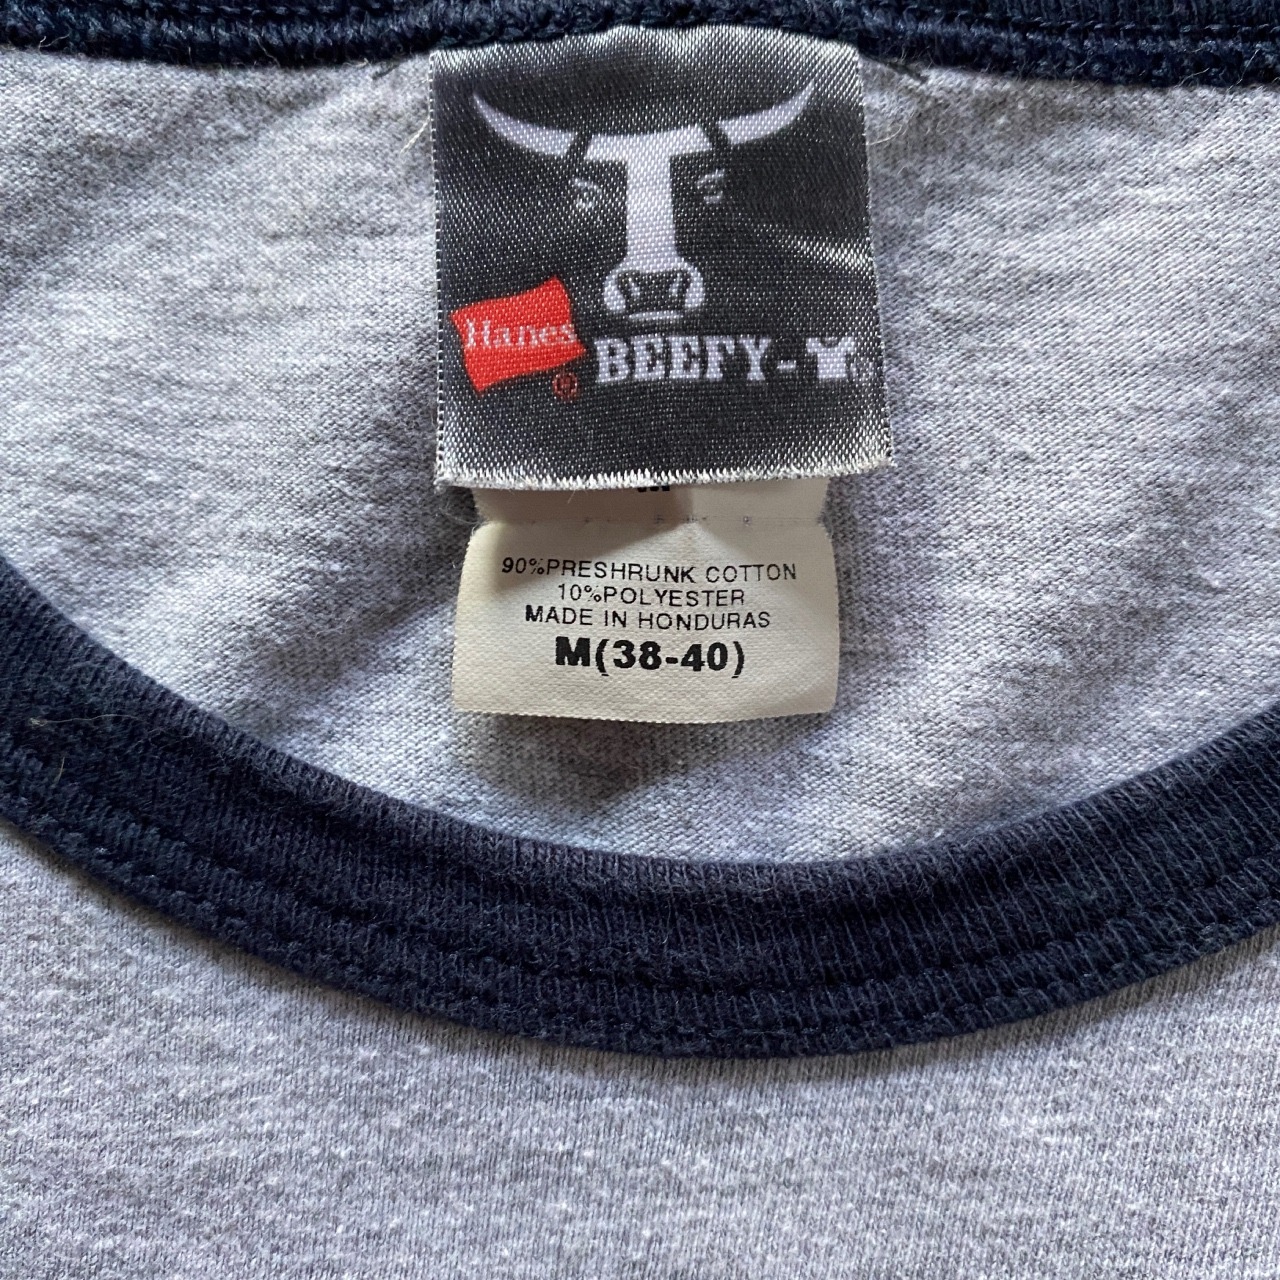 Hanes
®
BEEFY-
90%PRESHRUNK COTTON
10%POLYESTER
MADE IN HONDURAS
M(38-40)